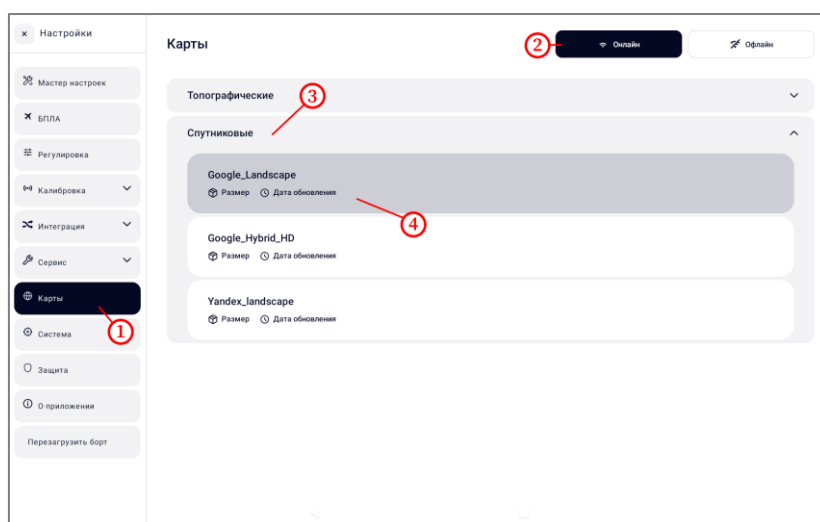 × Настройки
Мастер настроек
БПЛА
Регулировка
Калибровка
Интеграция
Сервис
Карты
1
Система
Защита
О приложении
Перезагрузить борт
Карты
2
Онлайн
Офлайн
Топографические
3
Спутниковые
Google_Landscape
Размер Дата обновления
4
Google_Hybrid_HD
Размер Дата обновления
Yandex_landscape
Размер Дата обновления